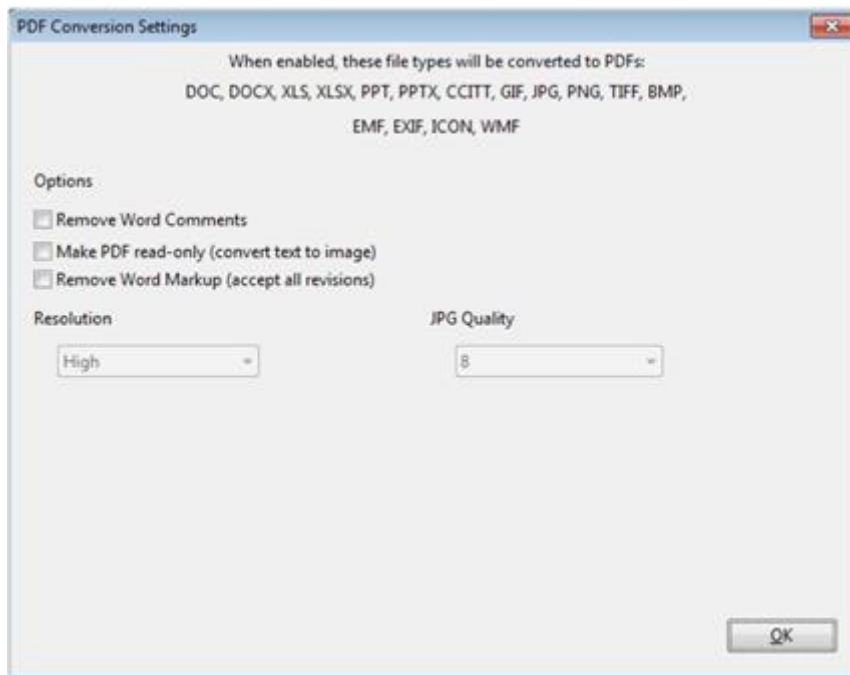 PDF Conversion Settings
When enabled, these file types will be converted to PDFs:
DOC, DOCX, XLS, XLSX, PPT, PPTX, CCITT, GIF, JPG, PNG, TIFF, BMP,
EMF, EXIF, ICON, WMF
Options
Remove Word Comments
Make PDF read-only (convert text to image)
Remove Word Markup (accept all revisions)
Resolution JPG Quality
High 8
OK